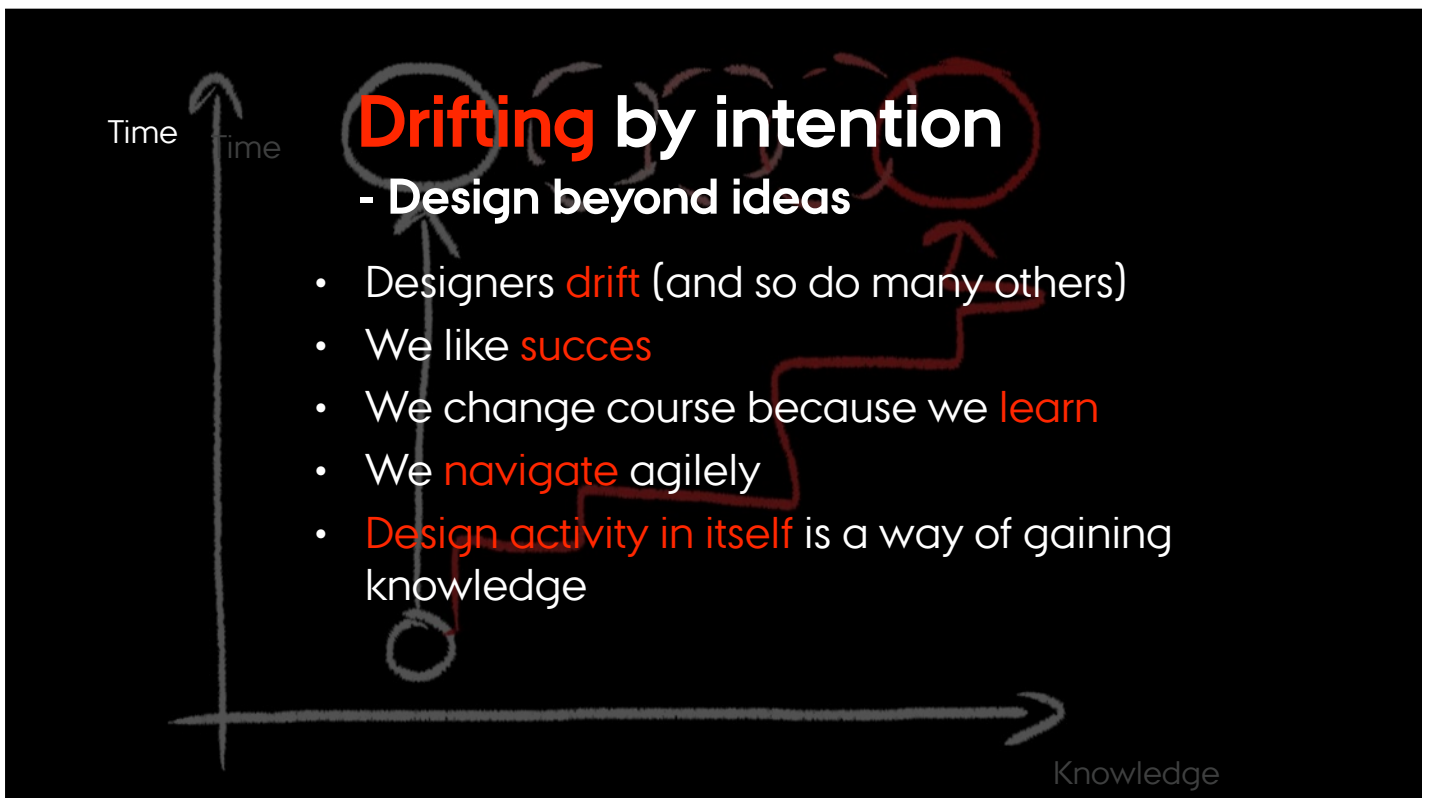 Drifting by intention
Time
Time
- Design beyond ideas
• Designers drift (and so do many others)
• We like succes
• We change course because we learn
• We navigate agilely
• Design activity in itself is a way of gaining
knowledge
Knowledge